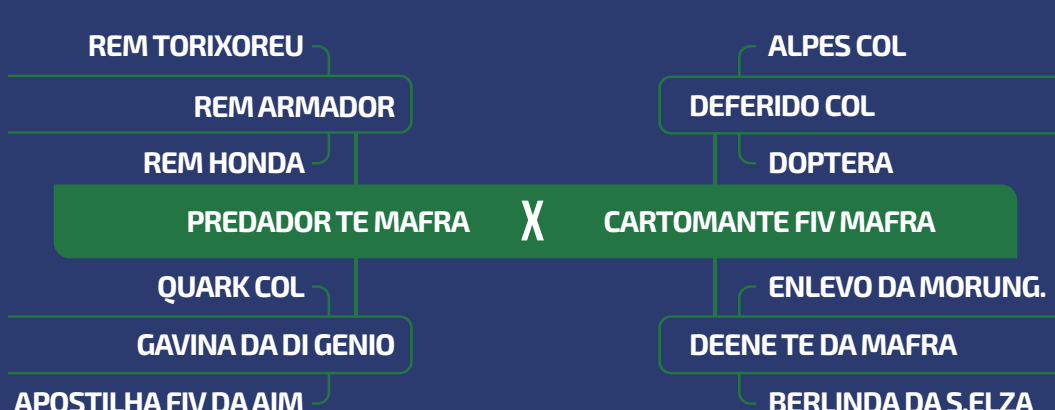 REM TORIXOREU
ALPES COL
REM ARMADOR
DEFERIDO COL
REM HONDA
DOPTERA
PREDADOR TE MAFRA X CARTOMANTE FIV MAFRA
QUARK COL
ENLEVO DA MORUNG.
GAVINA DA DI GENIO
DEENE TE DA MAFRA
APOSTILHA FIV DA AIM
BERLINDA DA S.ELZA